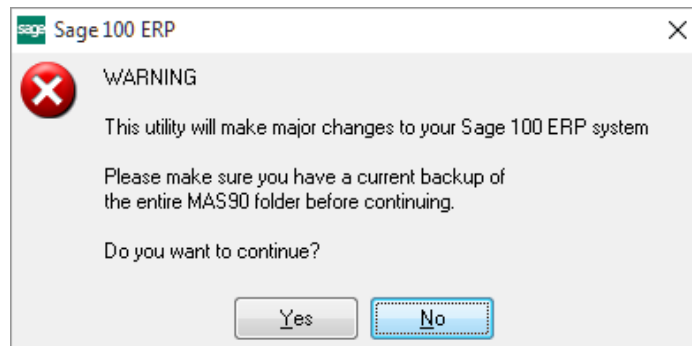 sage Sage 100 ERP
WARNING
This utility will make major changes to your Sage 100 ERP system
Please make sure you have a current backup of
the entire MAS90 folder before continuing.
Do you want to continue?
Yes No